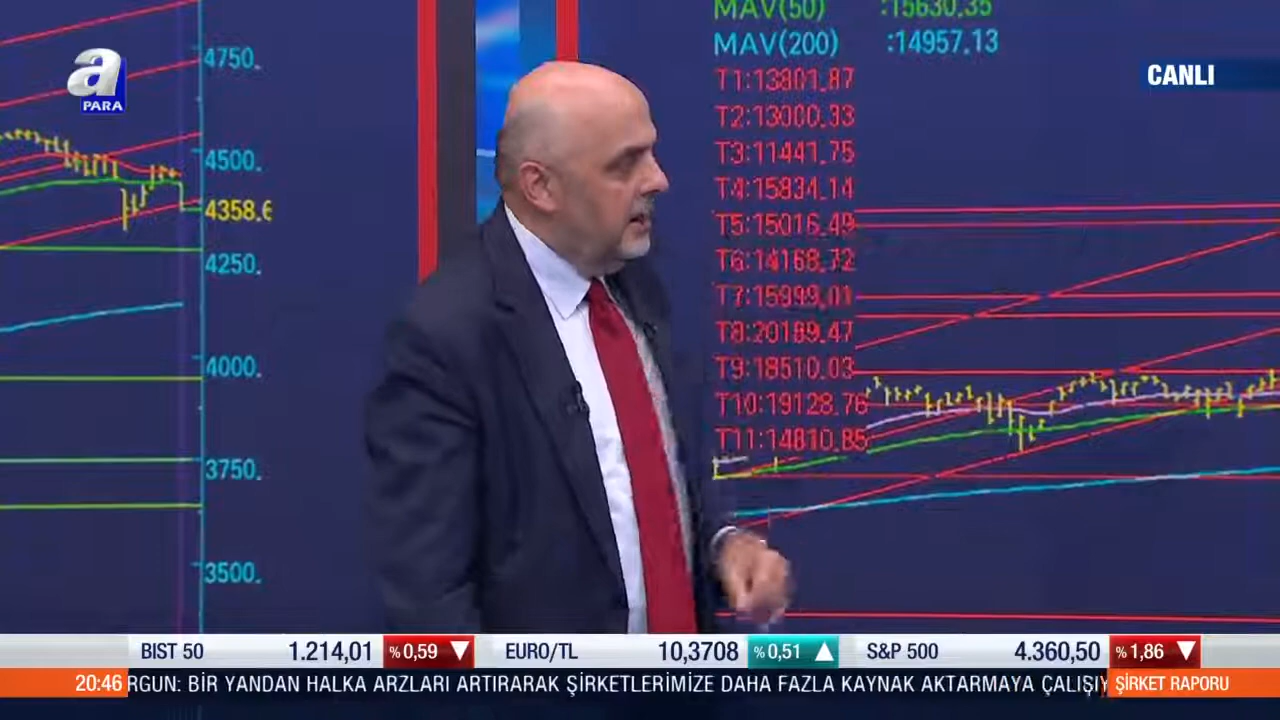 a
PARA
CANLI
4750.
4500.
4358.6
4250.
4000.
3750.
3500.
MAV(50) :15630.35
MAV(200) :14957.13
T1:13801.87
T2:13000.33
T3:11441.75
T4:15834.14
T5:15016.49
T6:14168.72
T7:15999.01
T8:20189.47
T9:18510.03
T10:19128.76
T11:14810.85
BIST 50 1.214,01 %0,59 EURO/TL 10,3708 %0,51 S&P 500 4.360,50 %1,86
20:46 RGUN: BİR YANDAN HALKA ARZLARI ARTIRARAK ŞİRKETLERİMİZE DAHA FAZLA KAYNAK AKTARMAYA ÇALIŞIY ŞİRKET RAPORU